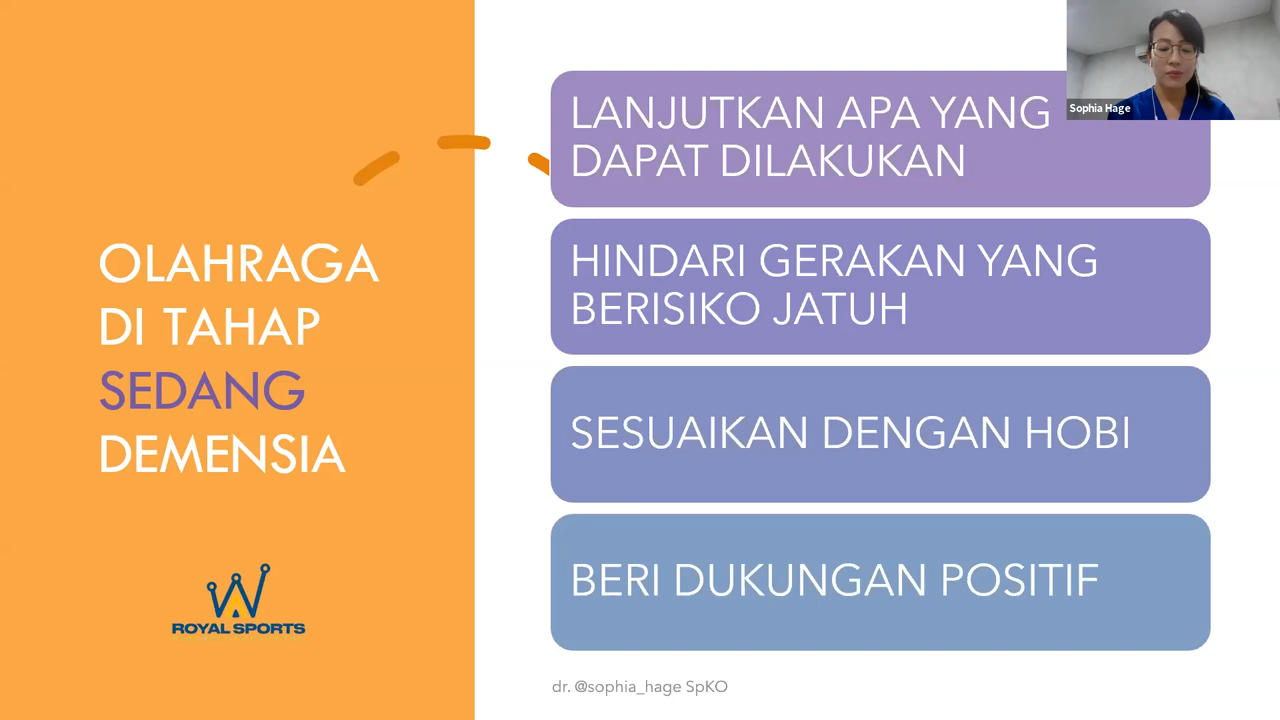 OLAHRAGA
DI TAHAP
SEDANG
DEMENSIA
ROYAL SPORTS
LANJUTKAN APA YANG
DAPAT DILAKUKAN
HINDARI GERAKAN YANG
BERISIKO JATUH
SESUAIKAN DENGAN HOBI
BERI DUKUNGAN POSITIF
dr. @sophia_hage SpKO
Sophia Hage